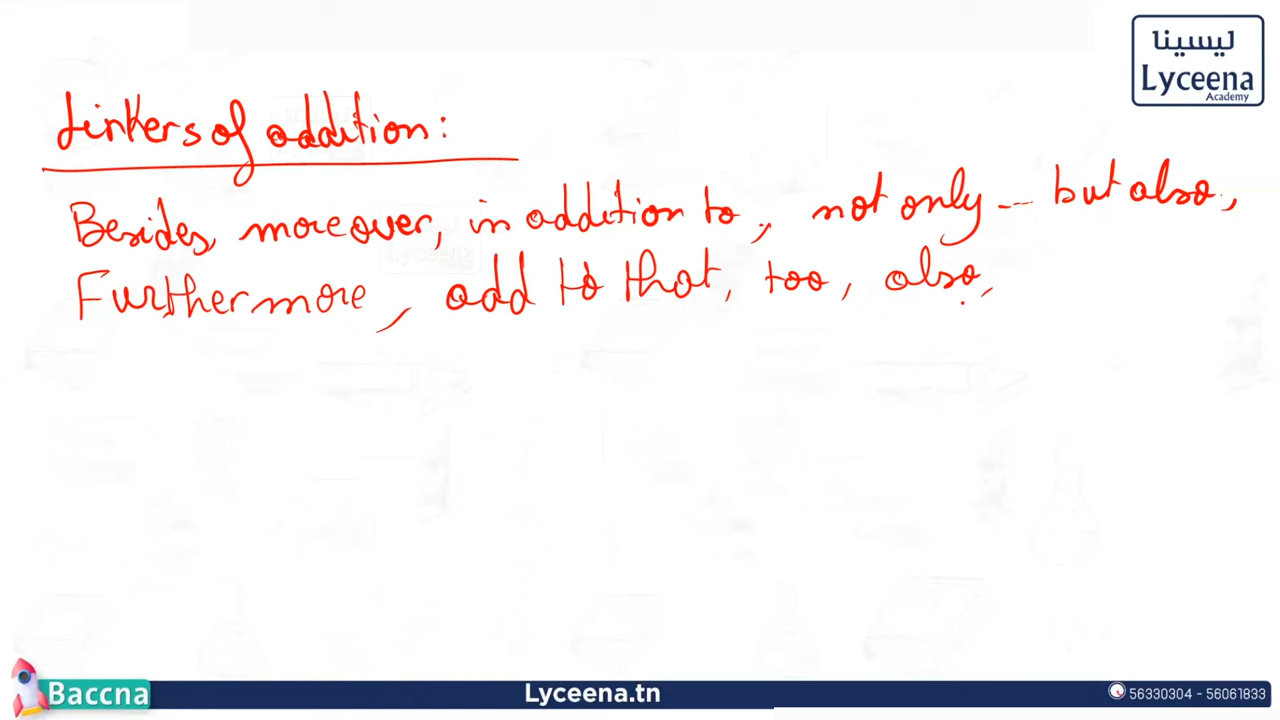 ليسينا
Lyceena
Academy
Linkers of addition:
Besides, moreover, in addition to, not only --- but also,
Furthermore, add to that, too, also,
Baccna
Lyceena.tn
56330304 - 56061833